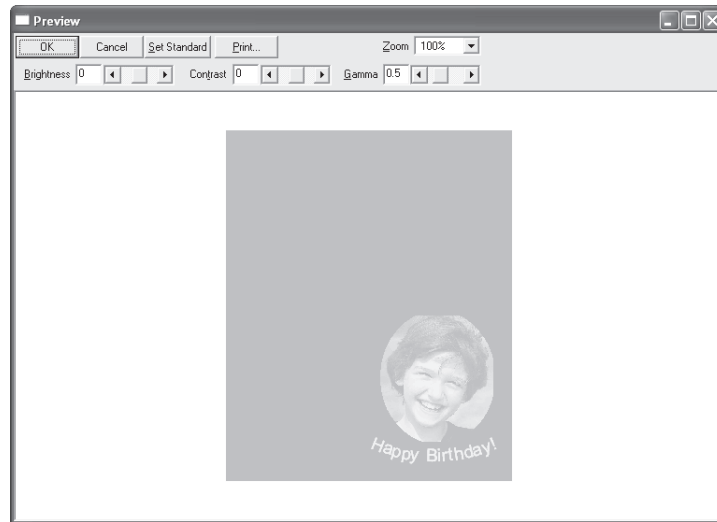 Preview
OK Cancel Set Standard Print... Zoom 100%
Brightness 0 Contrast 0 Gamma 0.5
Happy Birthday!